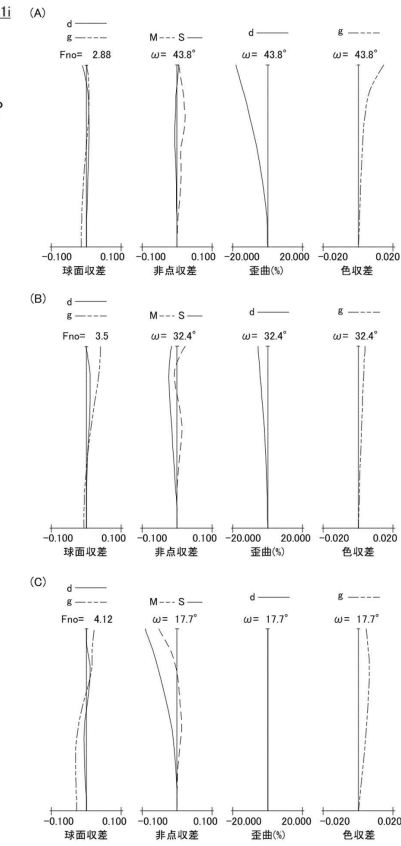 1i
(A)
d ——
g —-—-
M --- S ——
d ——
g —-—-
Fno= 2.88
ω= 43.8°
ω= 43.8°
ω= 43.8°
-0.100 0.100
-0.100 0.100
-20.000 20.000
-0.020 0.020
球面収差
非点収差
歪曲(%)
色収差
(B)
d ——
g —-—-
M --- S ——
d ——
g —-—-
Fno= 3.5
ω= 32.4°
ω= 32.4°
ω= 32.4°
-0.100 0.100
-0.100 0.100
-20.000 20.000
-0.020 0.020
球面収差
非点収差
歪曲(%)
色収差
(C)
d ——
g —-—-
M --- S ——
d ——
g —-—-
Fno= 4.12
ω= 17.7°
ω= 17.7°
ω= 17.7°
-0.100 0.100
-0.100 0.100
-20.000 20.000
-0.020 0.020
球面収差
非点収差
歪曲(%)
色収差